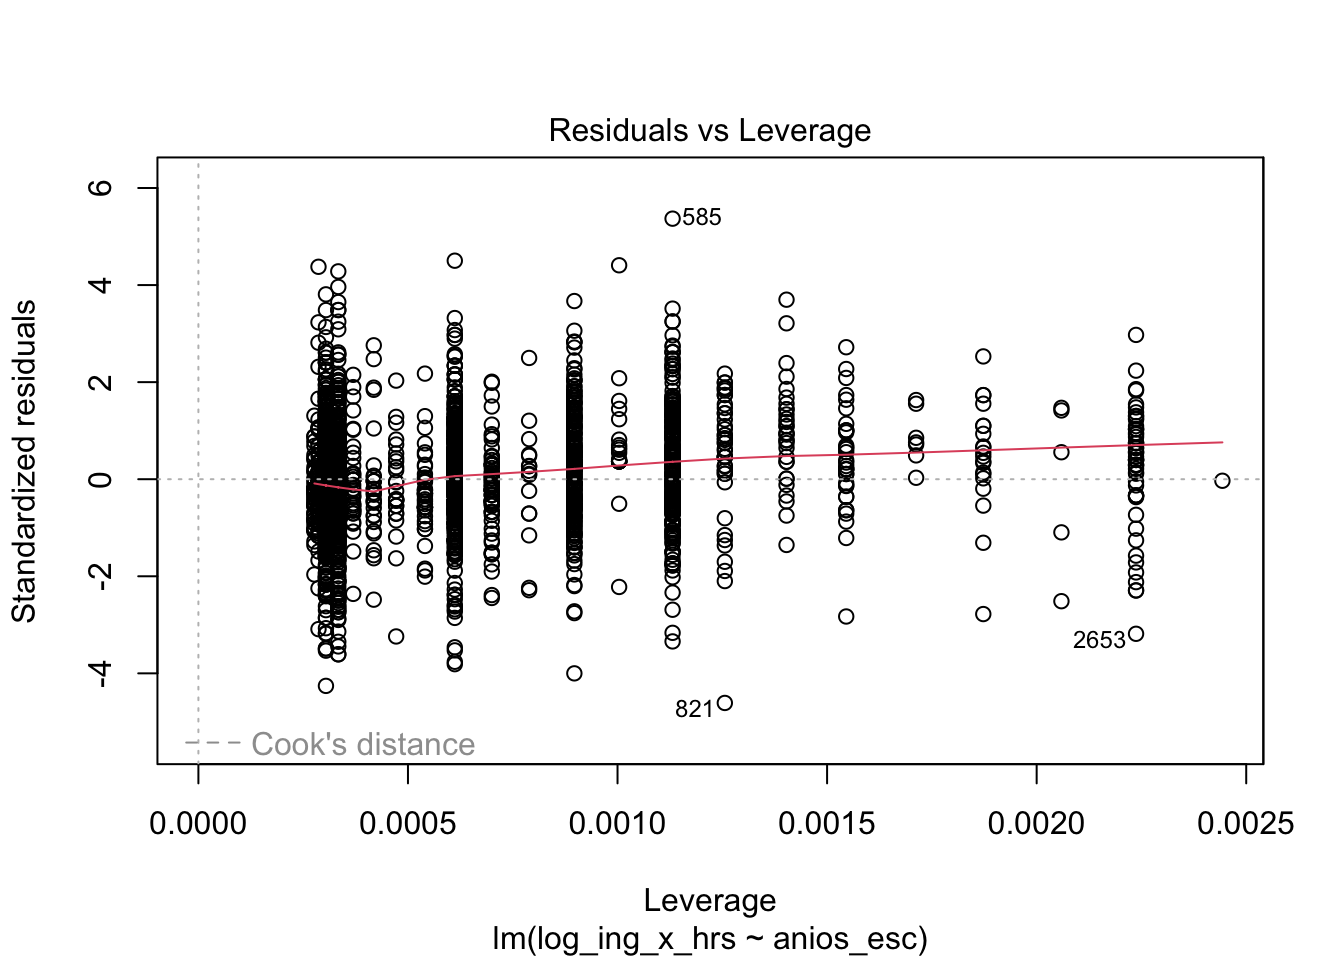 Residuals vs Leverage
Standardized residuals
6
4
2
0
-2
-4
585
2653
821
Cook's distance
0.0000 0.0005 0.0010 0.0015 0.0020 0.0025
Leverage
lm(log_ing_x_hrs ~ anios_esc)